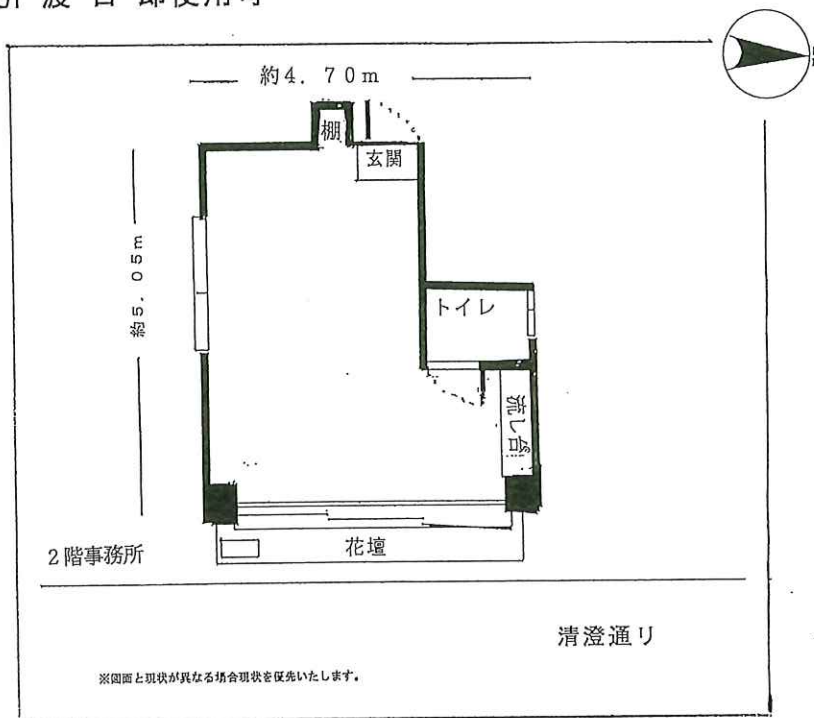 約4.70m
棚
玄関
約5.05m
トイレ
流し台
2階事務所
花壇
清澄通り
※図面と現状が異なる場合現状を優先いたします。